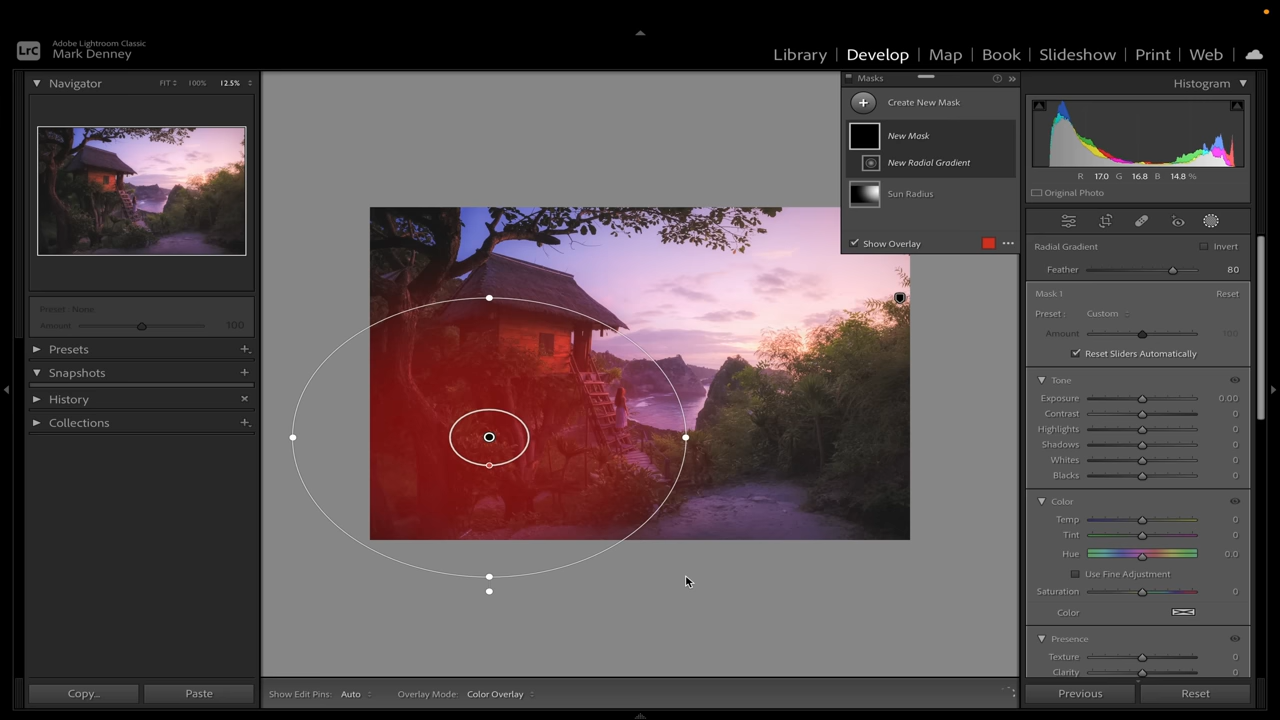 LrC
Adobe Lightroom Classic
Mark Denney
Library
Develop
Map
Book
Slideshow
Print
Web
Navigator
FIT
100%
12.5%
Preset : None
Amount
100
Presets
Snapshots
History
Collections
Copy...
Paste
Masks
Create New Mask
New Mask
New Radial Gradient
Sun Radius
Show Overlay
Show Edit Pins: Auto
Overlay Mode: Color Overlay
Histogram
R 17.0 G 16.8 B 14.8 %
Original Photo
Radial Gradient
Invert
Feather 80
Mask 1
Reset
Preset : Custom
Amount 100
Reset Sliders Automatically
Tone
Exposure 0.00
Contrast 0
Highlights 0
Shadows 0
Whites 0
Blacks 0
Color
Temp 0
Tint 0
Hue 0.0
Use Fine Adjustment
Saturation 0
Color
Presence
Texture 0
Clarity 0
Previous
Reset